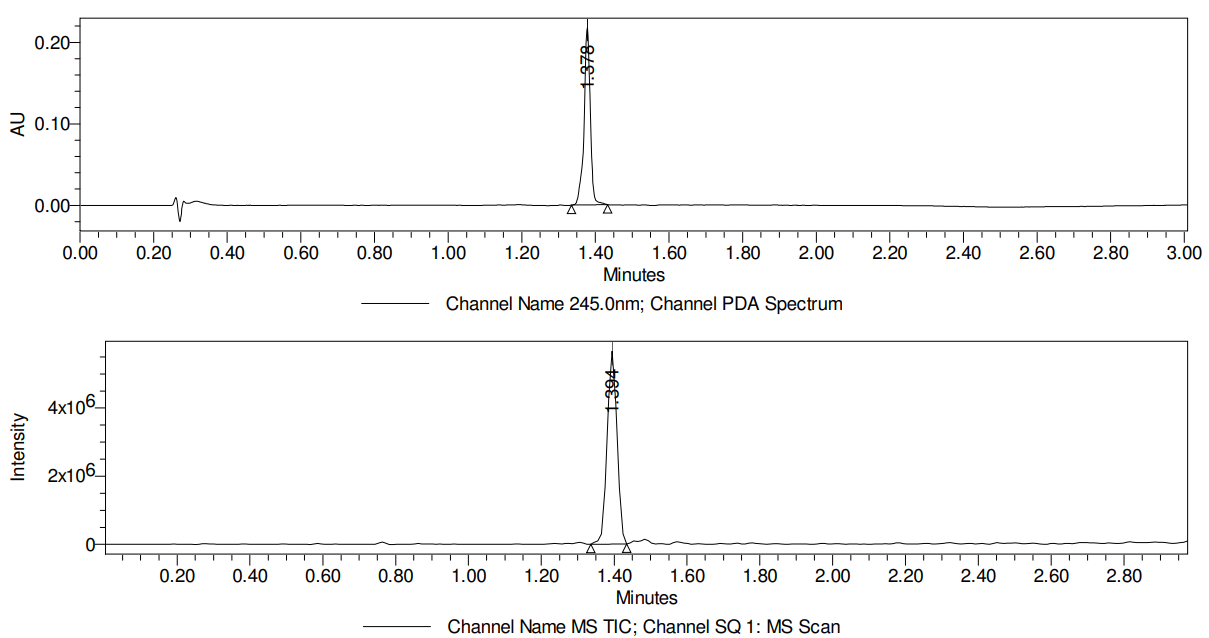 0.20
0.10
0.00
AU
1.378
0.00 0.20 0.40 0.60 0.80 1.00 1.20 1.40 1.60 1.80 2.00 2.20 2.40 2.60 2.80 3.00
Minutes
Channel Name 245.0nm; Channel PDA Spectrum
4x10⁶
2x10⁶
0
Intensity
1.394
0.20 0.40 0.60 0.80 1.00 1.20 1.40 1.60 1.80 2.00 2.20 2.40 2.60 2.80
Minutes
Channel Name MS TIC; Channel SQ 1: MS Scan